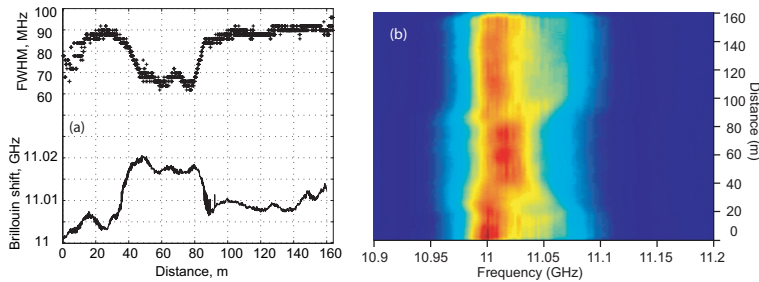 FWHM, MHz
100
90
80
70
60
(a)
Brillouin shift, GHz
11.02
11.01
11
0 20 40 60 80 100 120 140 160
Distance, m
(b)
160
140
120
100
80
60
40
20
0
Distance (m)
10.9 10.95 11 11.05 11.1 11.15 11.2
Frequency (GHz)